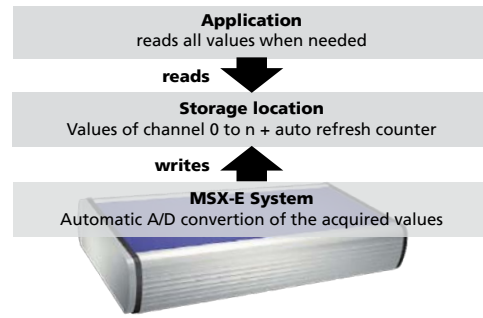 Application
reads all values when needed
reads
Storage location
Values of channel 0 to n + auto refresh counter
writes
MSX-E System
Automatic A/D convertion of the acquired values